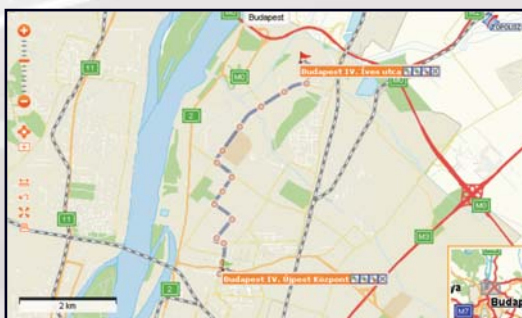 Budapest
M0
2
11
Budapest IV. Íves utca
M0
2
11
M3
Budapest IV. Újpest Központ
2
2 km
M7
Budap